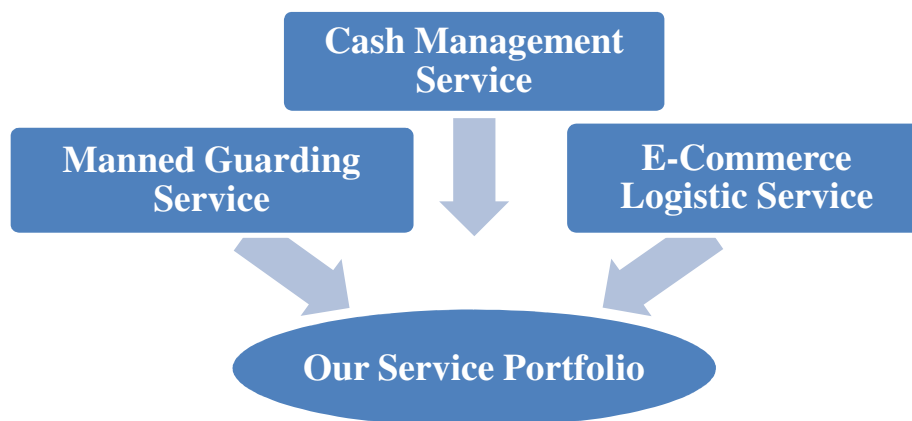 Cash Management
Service
Manned Guarding
Service
E-Commerce
Logistic Service
Our Service Portfolio